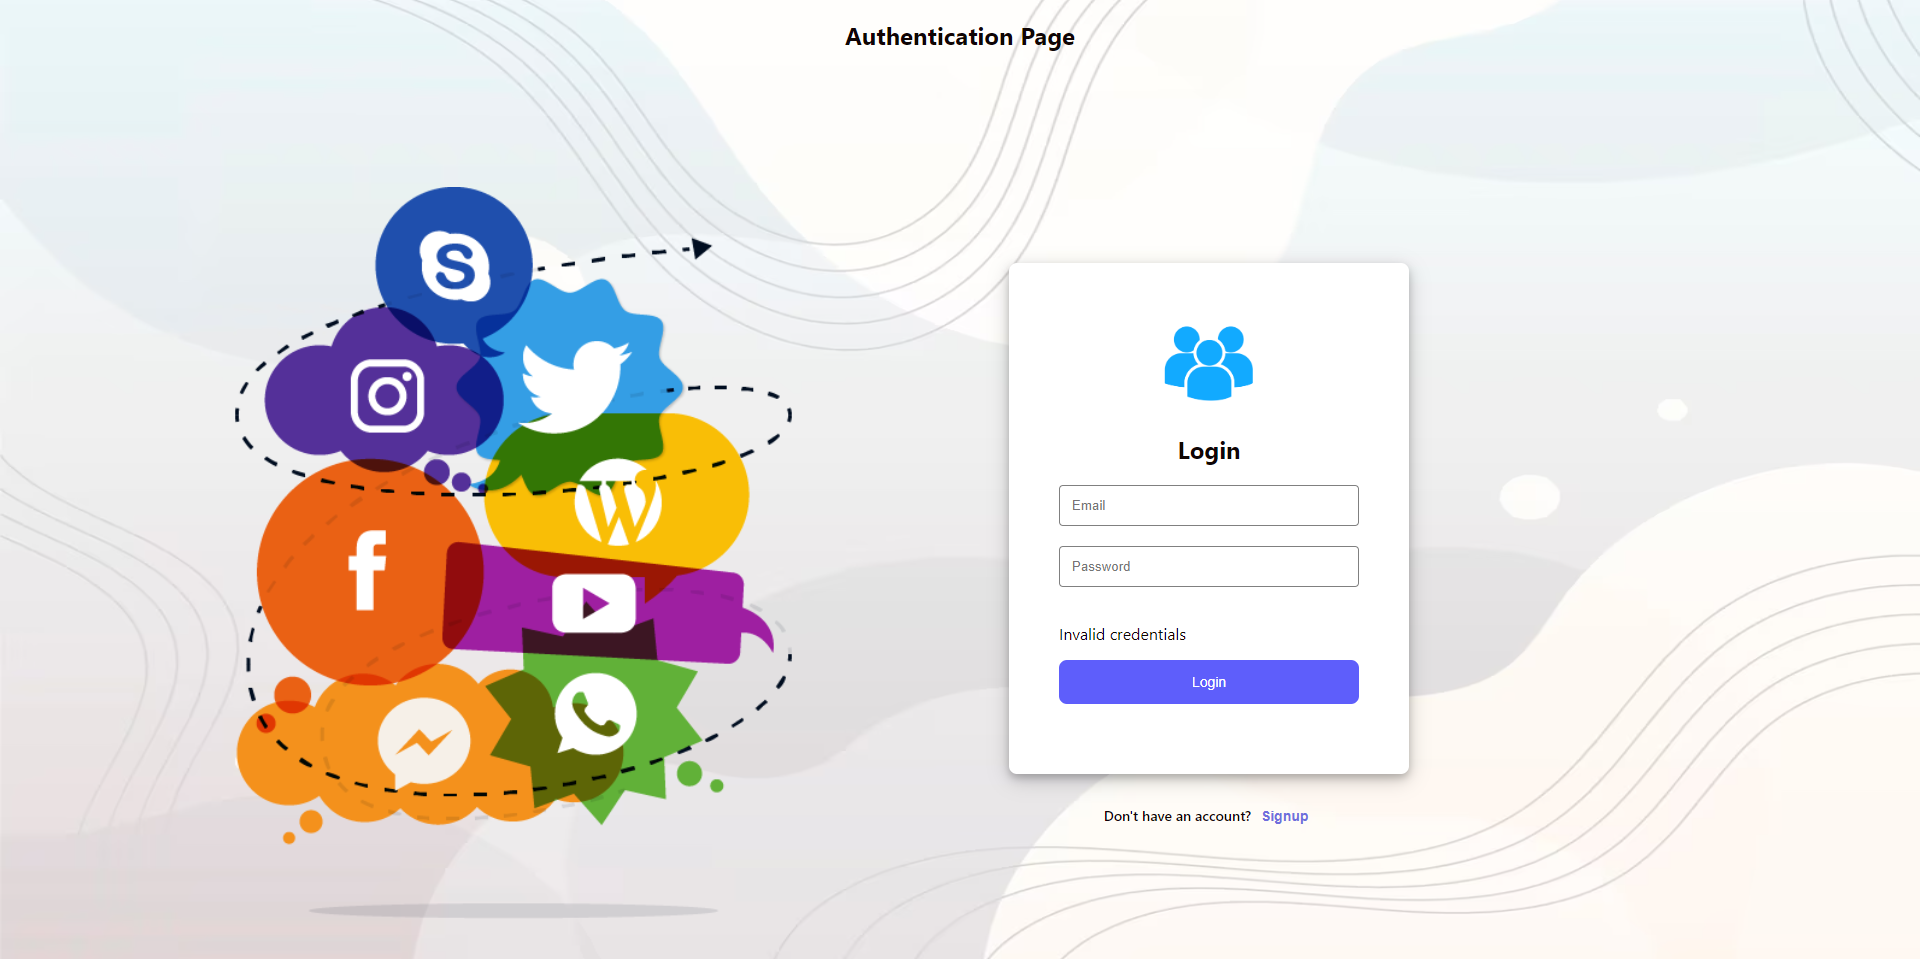 Authentication Page
Login
Email
Password
Invalid credentials
Login
Don't have an account? Signup